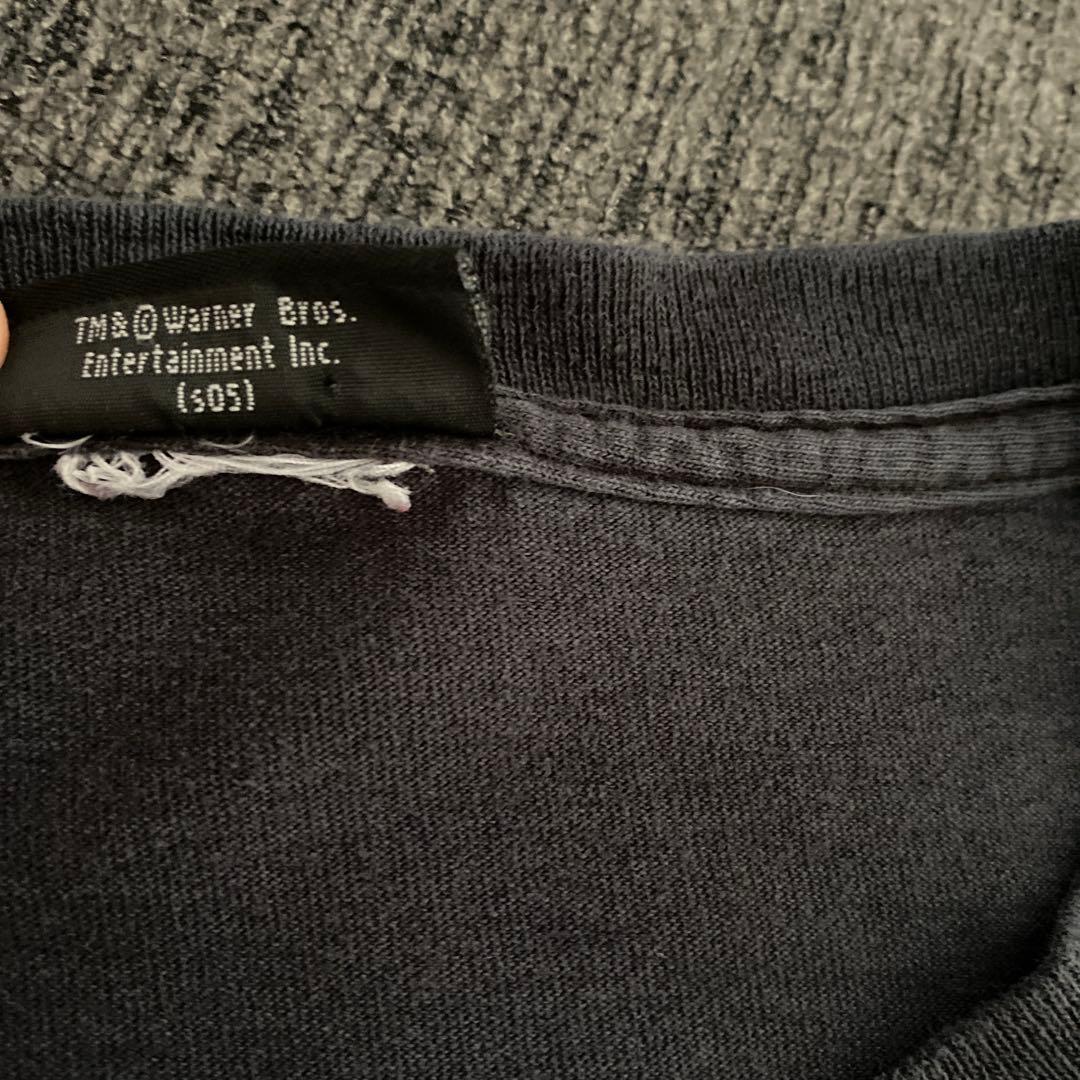 TM & © Warner Bros.
Entertainment Inc.
(s05)